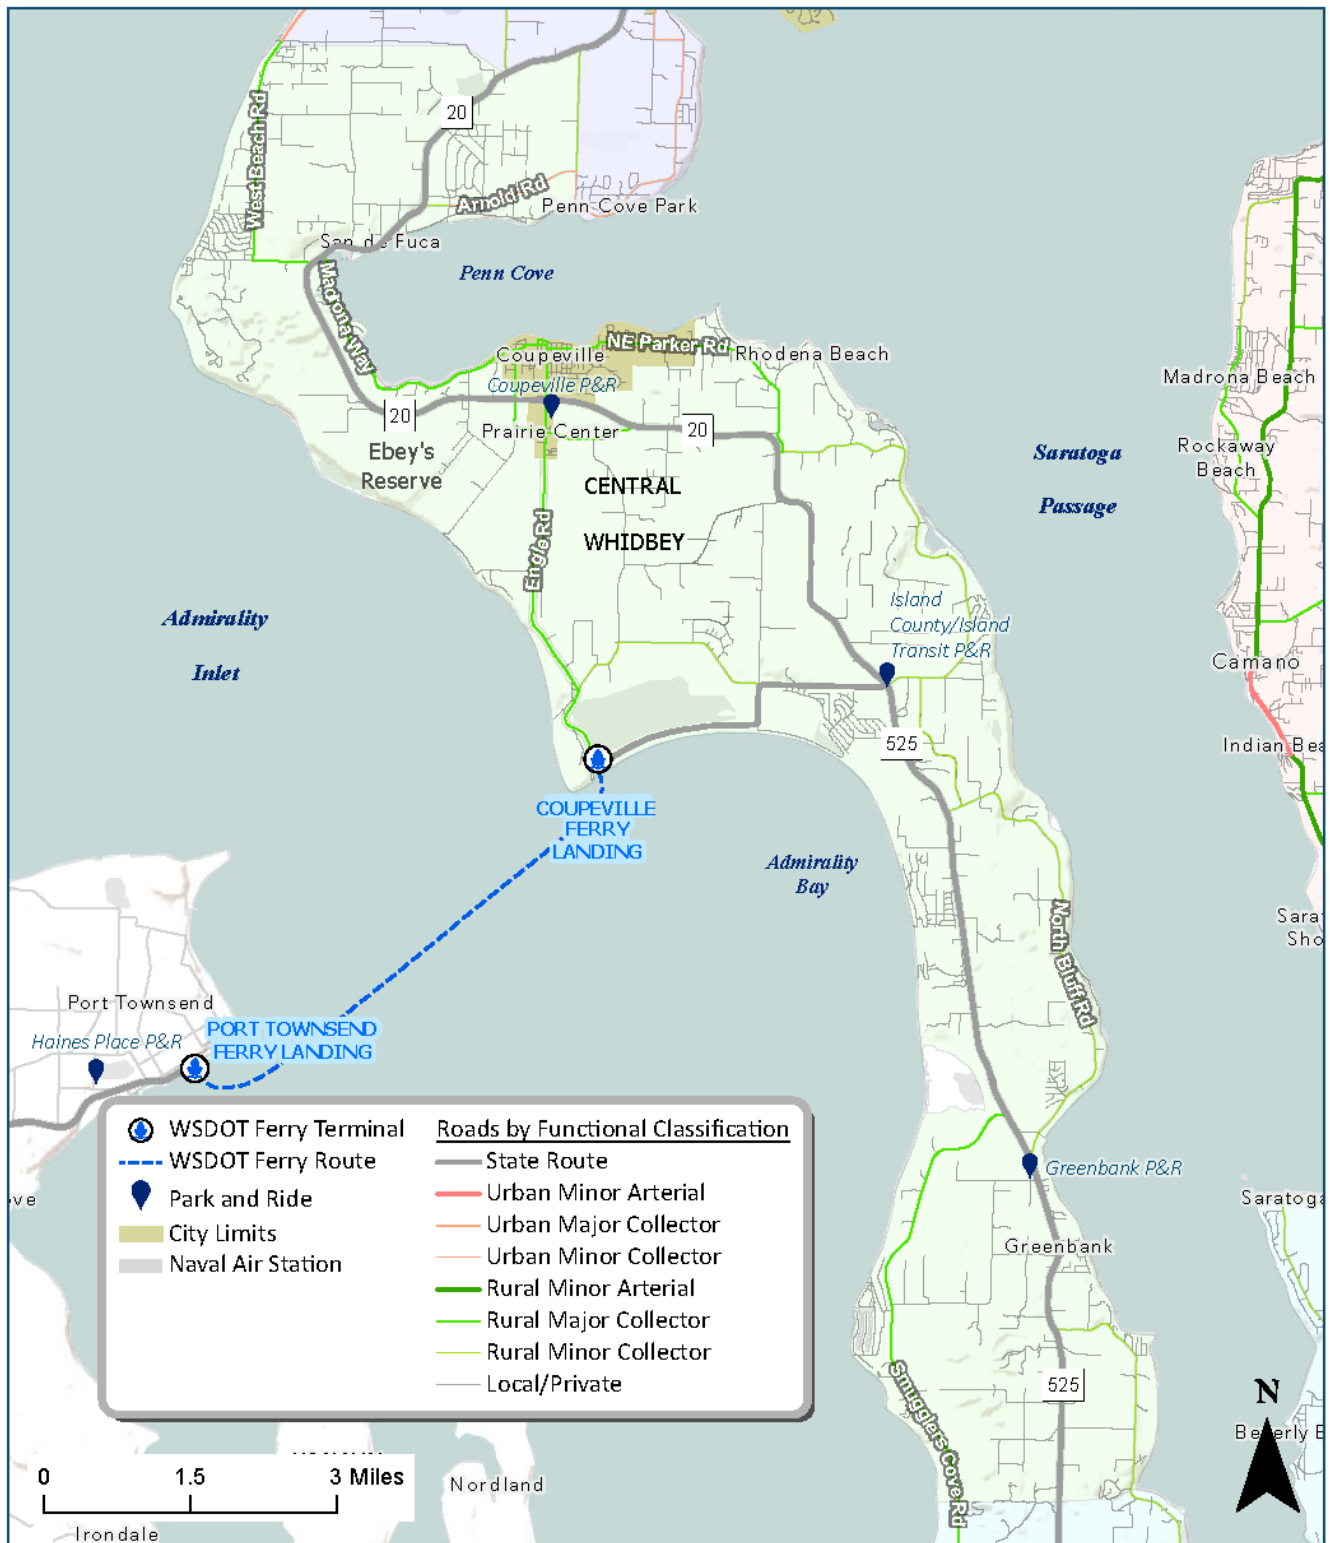 20
West Beach Rd
Arnold Rd
Penn Cove Park
San de Fuca
Penn Cove
Madrona Way
NE Parker Rd
Coupeville
Rhodena Beach
Coupeville P&R
Madrona Beach
20
Prairie Center
20
Ebey's
Reserve
Rockaway
Beach
Saratoga
Passage
CENTRAL
WHIDBEY
Engle Rd
Admirality
Inlet
Island
County/Island
Transit P&R
Camano
525
Indian Bea
COUPEVILLE
FERRY
LANDING
Admirality
Bay
North Bluff Rd
Sara
Sho
Port Townsend
Haines Place P&R
PORT TOWNSEND
FERRY LANDING
Greenbank P&R
Saratoga
Greenbank
525
Smugglers Cove Rd
ove
WSDOT Ferry Terminal
WSDOT Ferry Route
Park and Ride
City Limits
Naval Air Station
Roads by Functional Classification
State Route
Urban Minor Arterial
Urban Major Collector
Urban Minor Collector
Rural Minor Arterial
Rural Major Collector
Rural Minor Collector
Local/Private
N
Beverly B
0 1.5 3 Miles
Nordland
Irondale